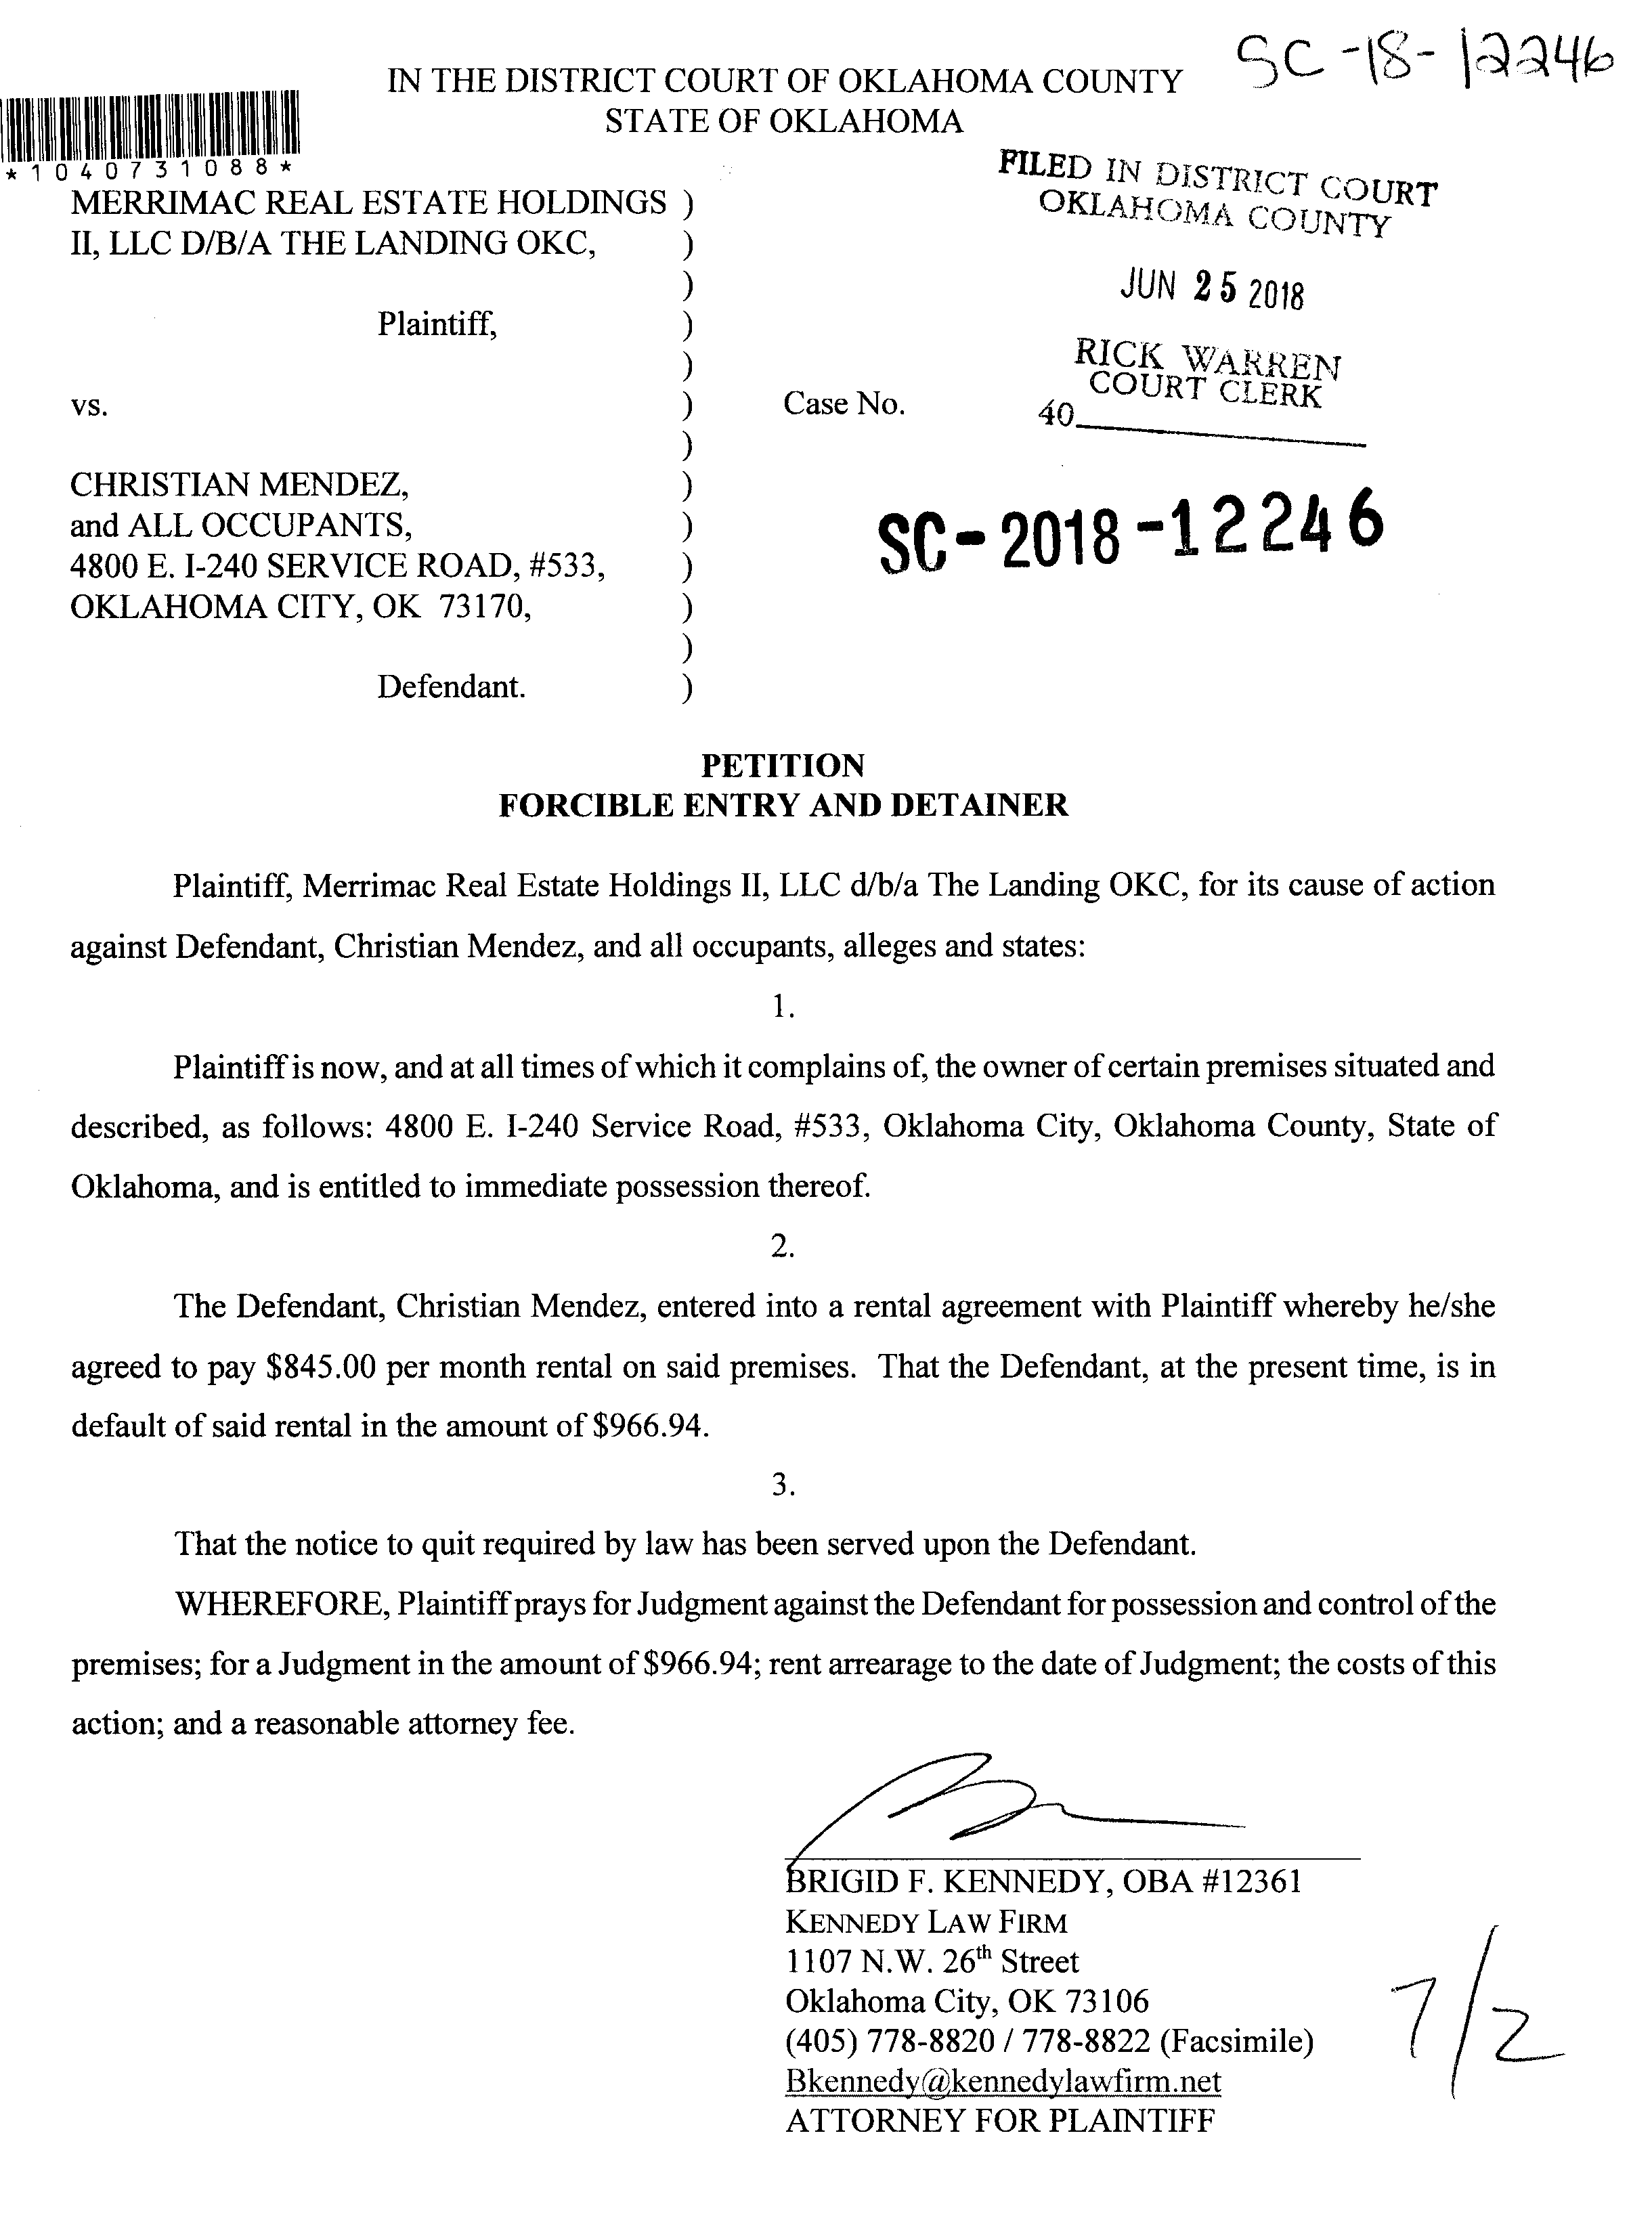 SC-18-12246
IN THE DISTRICT COURT OF OKLAHOMA COUNTY
STATE OF OKLAHOMA
*1040731088*
FILED IN DISTRICT COURT
OKLAHOMA COUNTY
JUN 25 2018
RICK WARREN
COURT CLERK
40
MERRIMAC REAL ESTATE HOLDINGS )
II, LLC D/B/A THE LANDING OKC, )
)
Plaintiff, )
)
vs. ) Case No.
)
CHRISTIAN MENDEZ, )
and ALL OCCUPANTS, )
4800 E. I-240 SERVICE ROAD, #533, )
OKLAHOMA CITY, OK 73170, )
)
Defendant. )
SC-2018-12246
PETITION
FORCIBLE ENTRY AND DETAINER
Plaintiff, Merrimac Real Estate Holdings II, LLC d/b/a The Landing OKC, for its cause of action
against Defendant, Christian Mendez, and all occupants, alleges and states:
1.
Plaintiff is now, and at all times of which it complains of, the owner of certain premises situated and
described, as follows: 4800 E. I-240 Service Road, #533, Oklahoma City, Oklahoma County, State of
Oklahoma, and is entitled to immediate possession thereof.
2.
The Defendant, Christian Mendez, entered into a rental agreement with Plaintiff whereby he/she
agreed to pay $845.00 per month rental on said premises. That the Defendant, at the present time, is in
default of said rental in the amount of $966.94.
3.
That the notice to quit required by law has been served upon the Defendant.
WHEREFORE, Plaintiff prays for Judgment against the Defendant for possession and control of the
premises; for a Judgment in the amount of $966.94; rent arrearage to the date of Judgment; the costs of this
action; and a reasonable attorney fee.
BRIGID F. KENNEDY, OBA #12361
KENNEDY LAW FIRM
1107 N.W. 26th Street
Oklahoma City, OK 73106
(405) 778-8820 / 778-8822 (Facsimile)
Bkennedy@kennedylawfirm.net
ATTORNEY FOR PLAINTIFF
7/2